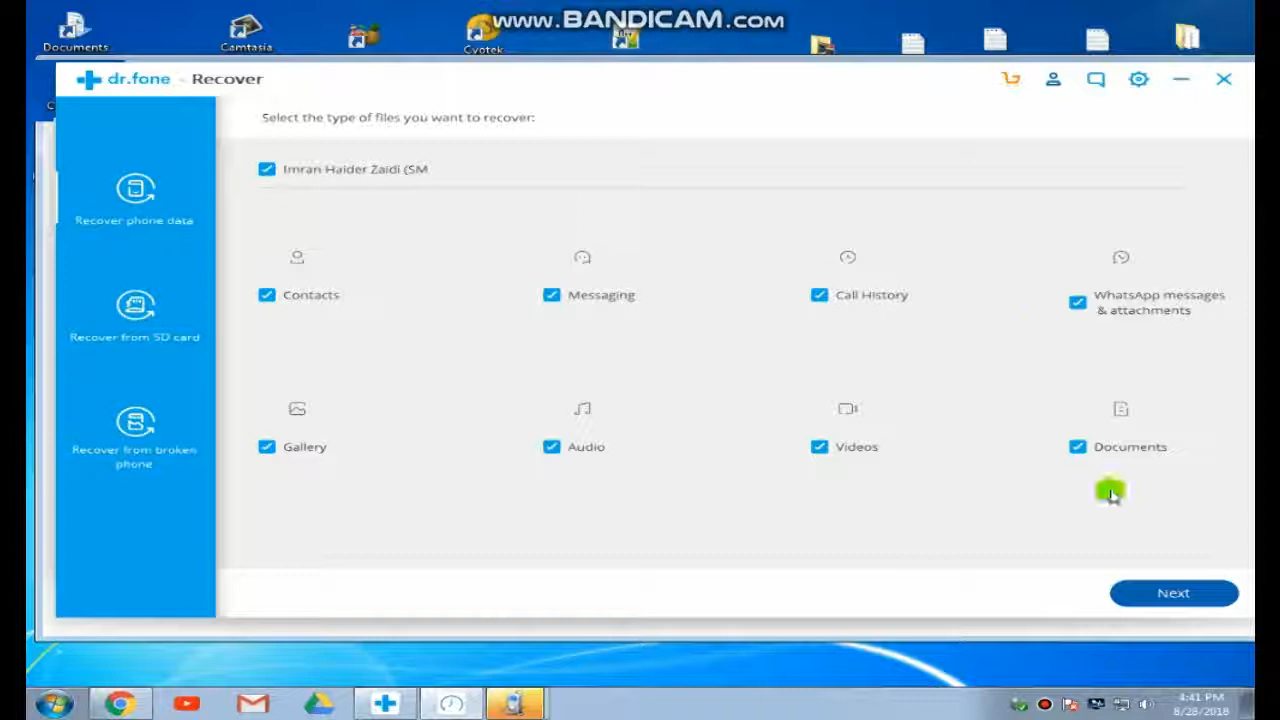 www.BANDICAM.com
Documents
Camtasia
Cyotek
dr.fone - Recover
Select the type of files you want to recover:
Imran Haider Zaidi (SM
Recover phone data
Contacts
Messaging
Call History
WhatsApp messages
& attachments
Recover from SD card
Gallery
Audio
Videos
Documents
Recover from broken
phone
Next
4:41 PM
8/28/2018